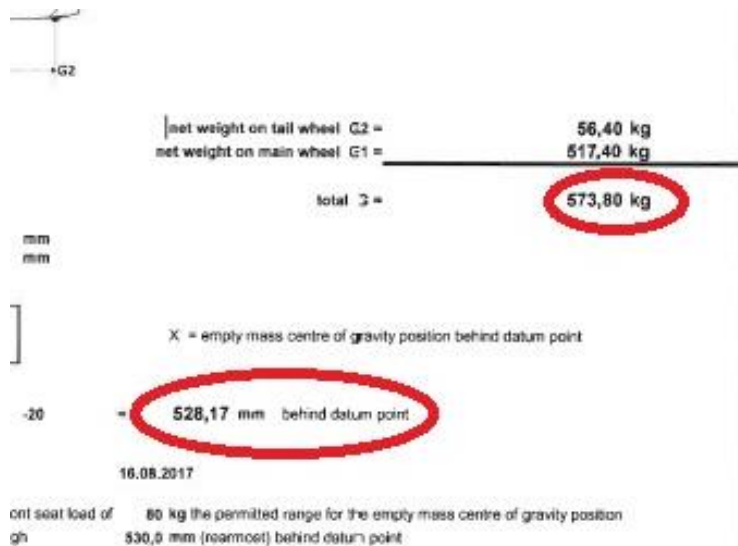 G2
net weight on tail wheel G2 = 56,40 kg
net weight on main wheel G1 = 517,40 kg
total G = 573,80 kg
mm
mm
X = empty mass centre of gravity position behind datum point
-20 = 528,17 mm behind datum point
16.08.2017
ont seat load of 80 kg the permitted range for the empty mass centre of gravity position
gh 530,0 mm (rearmost) behind datum point